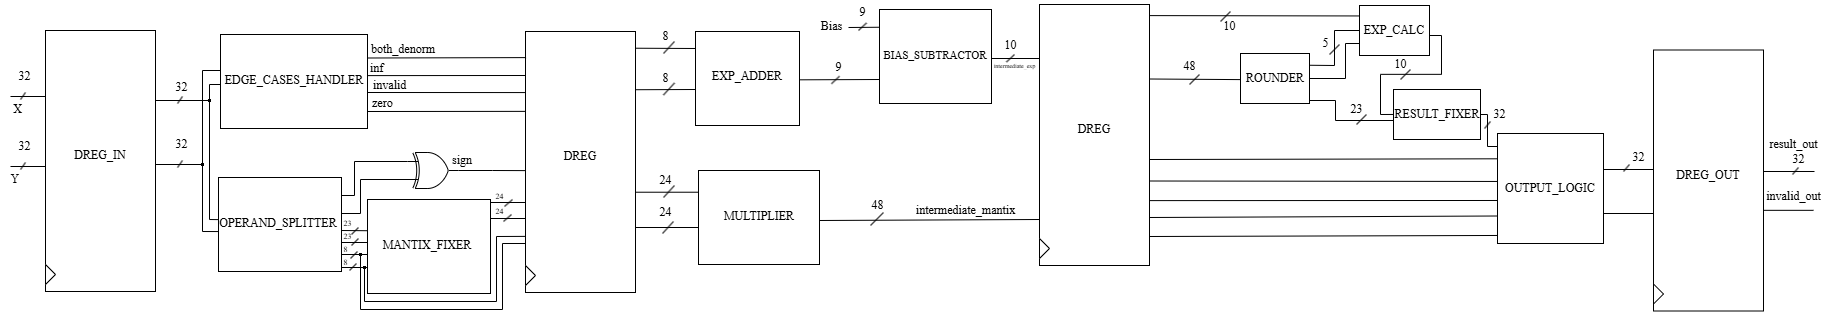 32
X
32
Y
DREG_IN
32
32
EDGE_CASES_HANDLER
both_denorm
inf
invalid
zero
OPERAND_SPLITTER
sign
23
23
8
8
MANTIX_FIXER
24
24
DREG
8
8
EXP_ADDER
9
Bias
9
BIAS_SUBTRACTOR
10
intermediate_exp
24
24
MULTIPLIER
48
intermediate_mantix
DREG
10
48
ROUNDER
5
EXP_CALC
10
23
RESULT_FIXER
32
OUTPUT_LOGIC
32
DREG_OUT
result_out
32
invalid_out